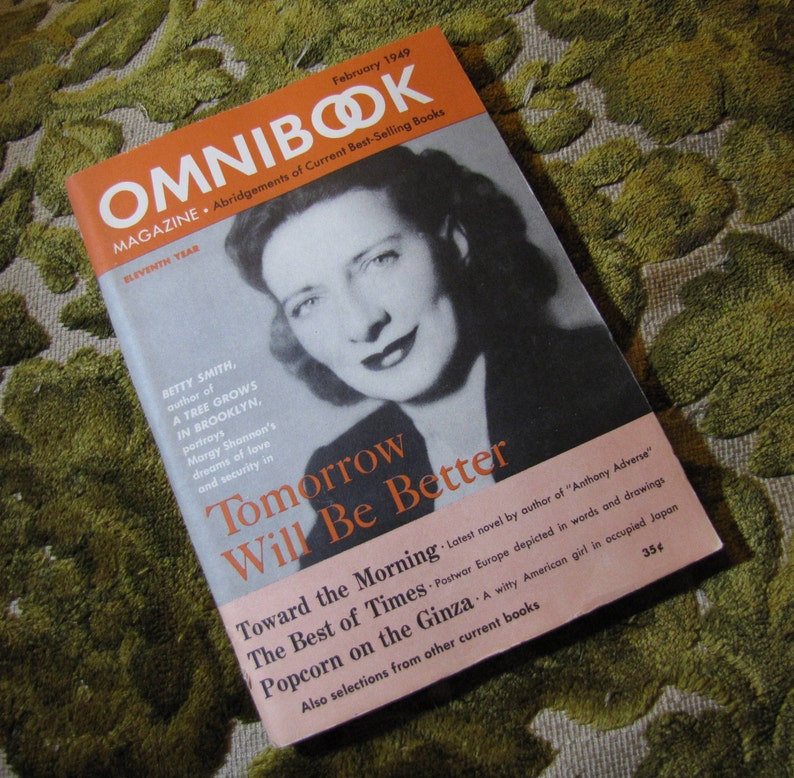 February 1949
OMNIBOOK
MAGAZINE • Abridgements of Current Best-Selling Books
ELEVENTH YEAR
BETTY SMITH,
author of
A TREE GROWS
IN BROOKLYN,
portrays
Margy Shannon's
dreams of love
and security in
Tomorrow
Will Be Better
Toward the Morning · Latest novel by author of "Anthony Adverse"
The Best of Times · Postwar Europe depicted in words and drawings
Popcorn on the Ginza · A witty American girl in occupied Japan
Also selections from other current books
35¢